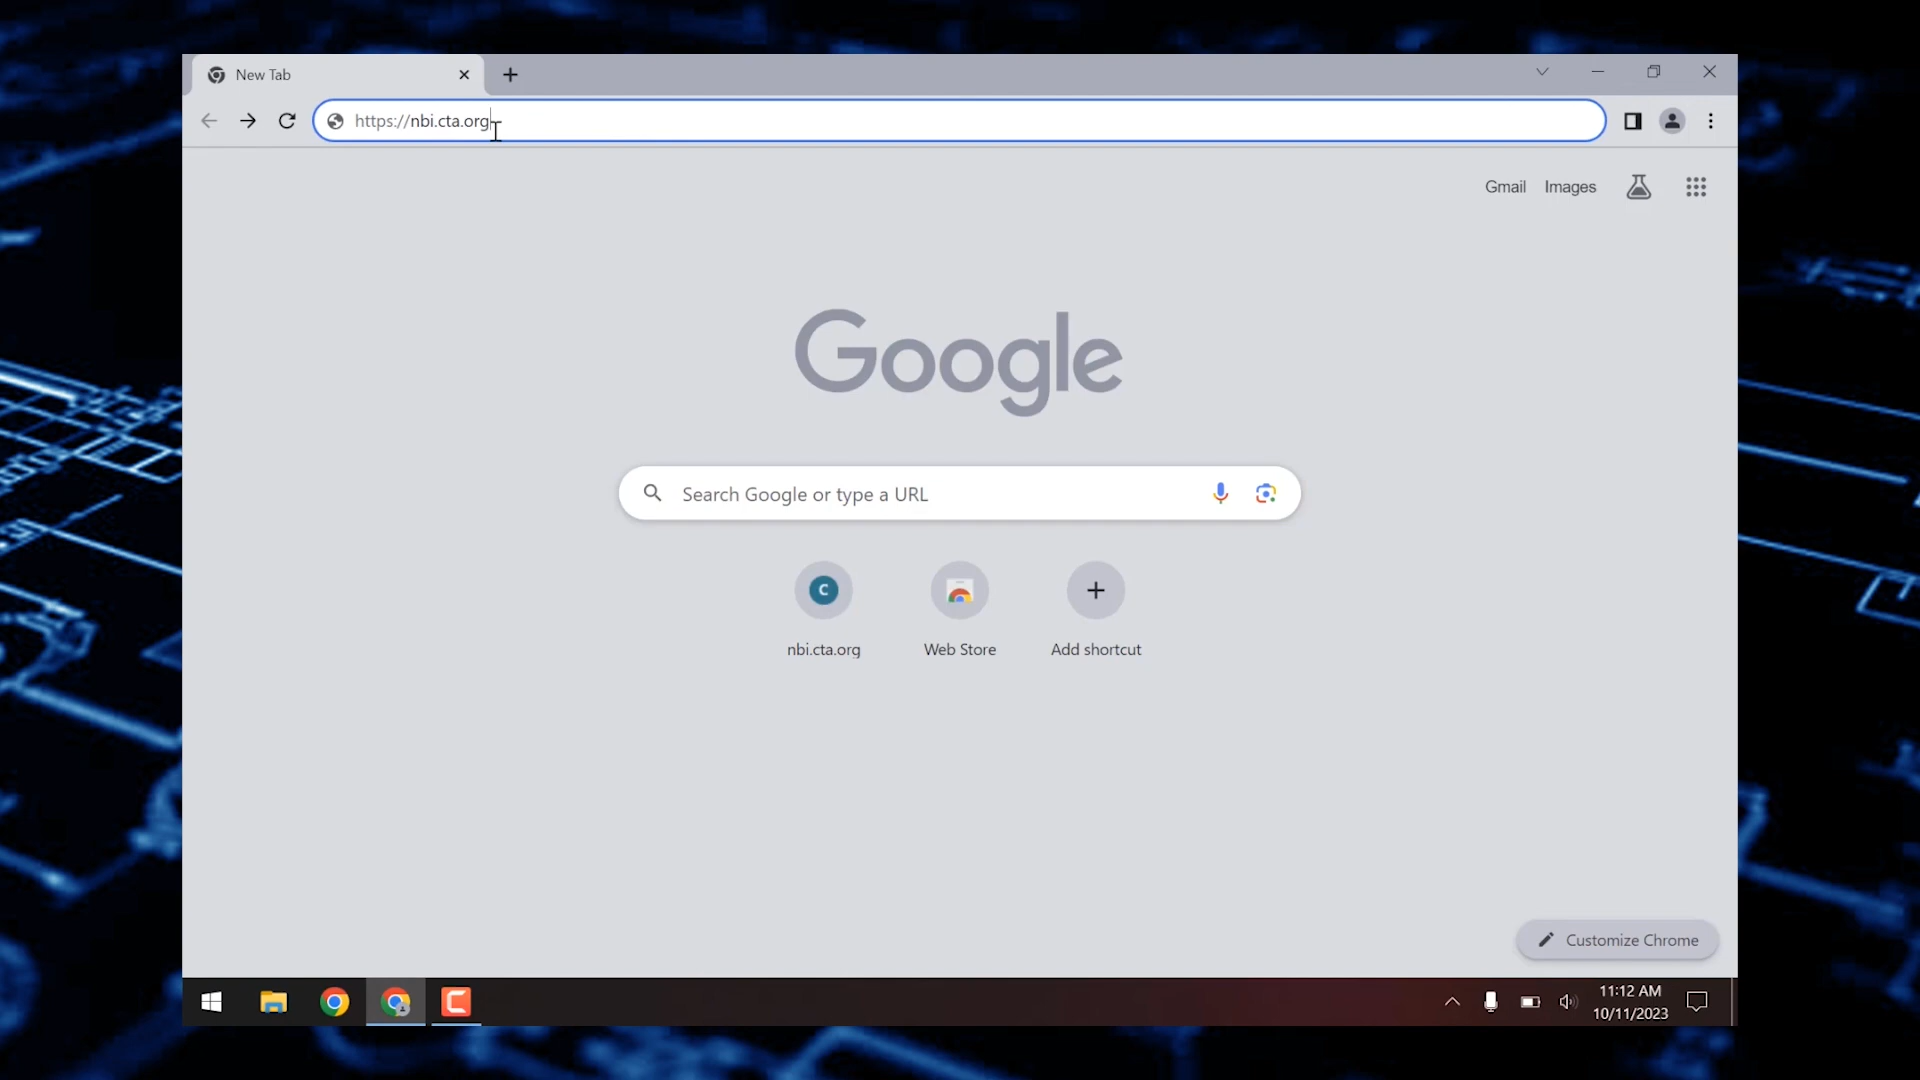 New Tab
https://nbi.cta.org
Gmail Images
Google
Search Google or type a URL
C
nbi.cta.org Web Store Add shortcut
Customize Chrome
11:12 AM
10/11/2023